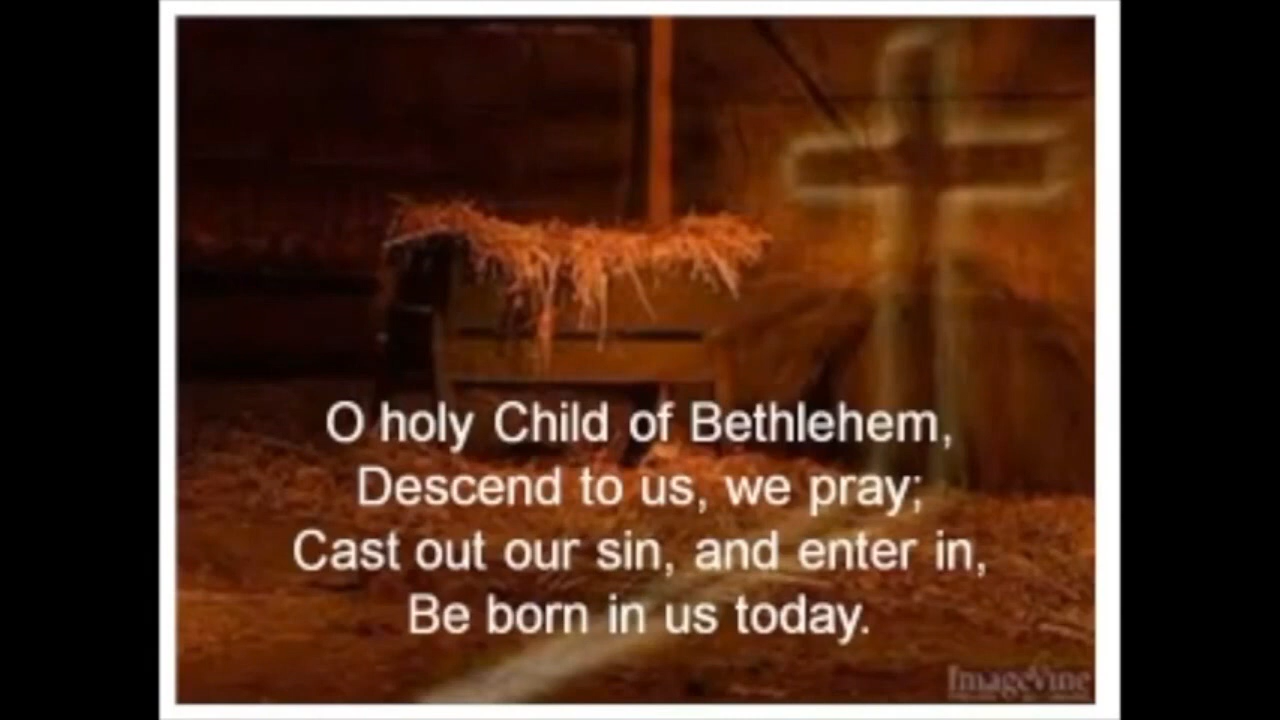 O holy Child of Bethlehem,
Descend to us, we pray;
Cast out our sin, and enter in,
Be born in us today.
ImageVine